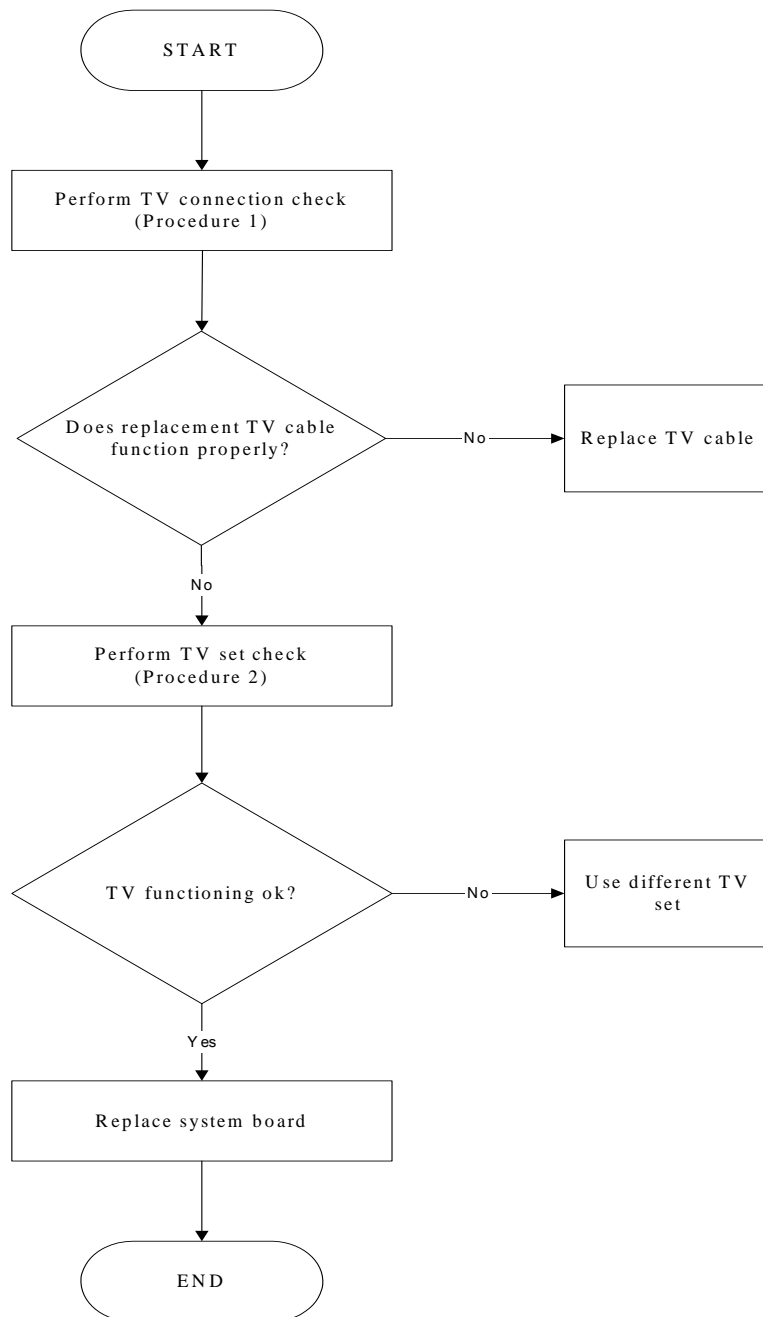 START
Perform TV connection check
(Procedure 1)
Does replacement TV cable
function properly?
No
Replace TV cable
No
Perform TV set check
(Procedure 2)
TV functioning ok?
No
Use different TV
set
Yes
Replace system board
END